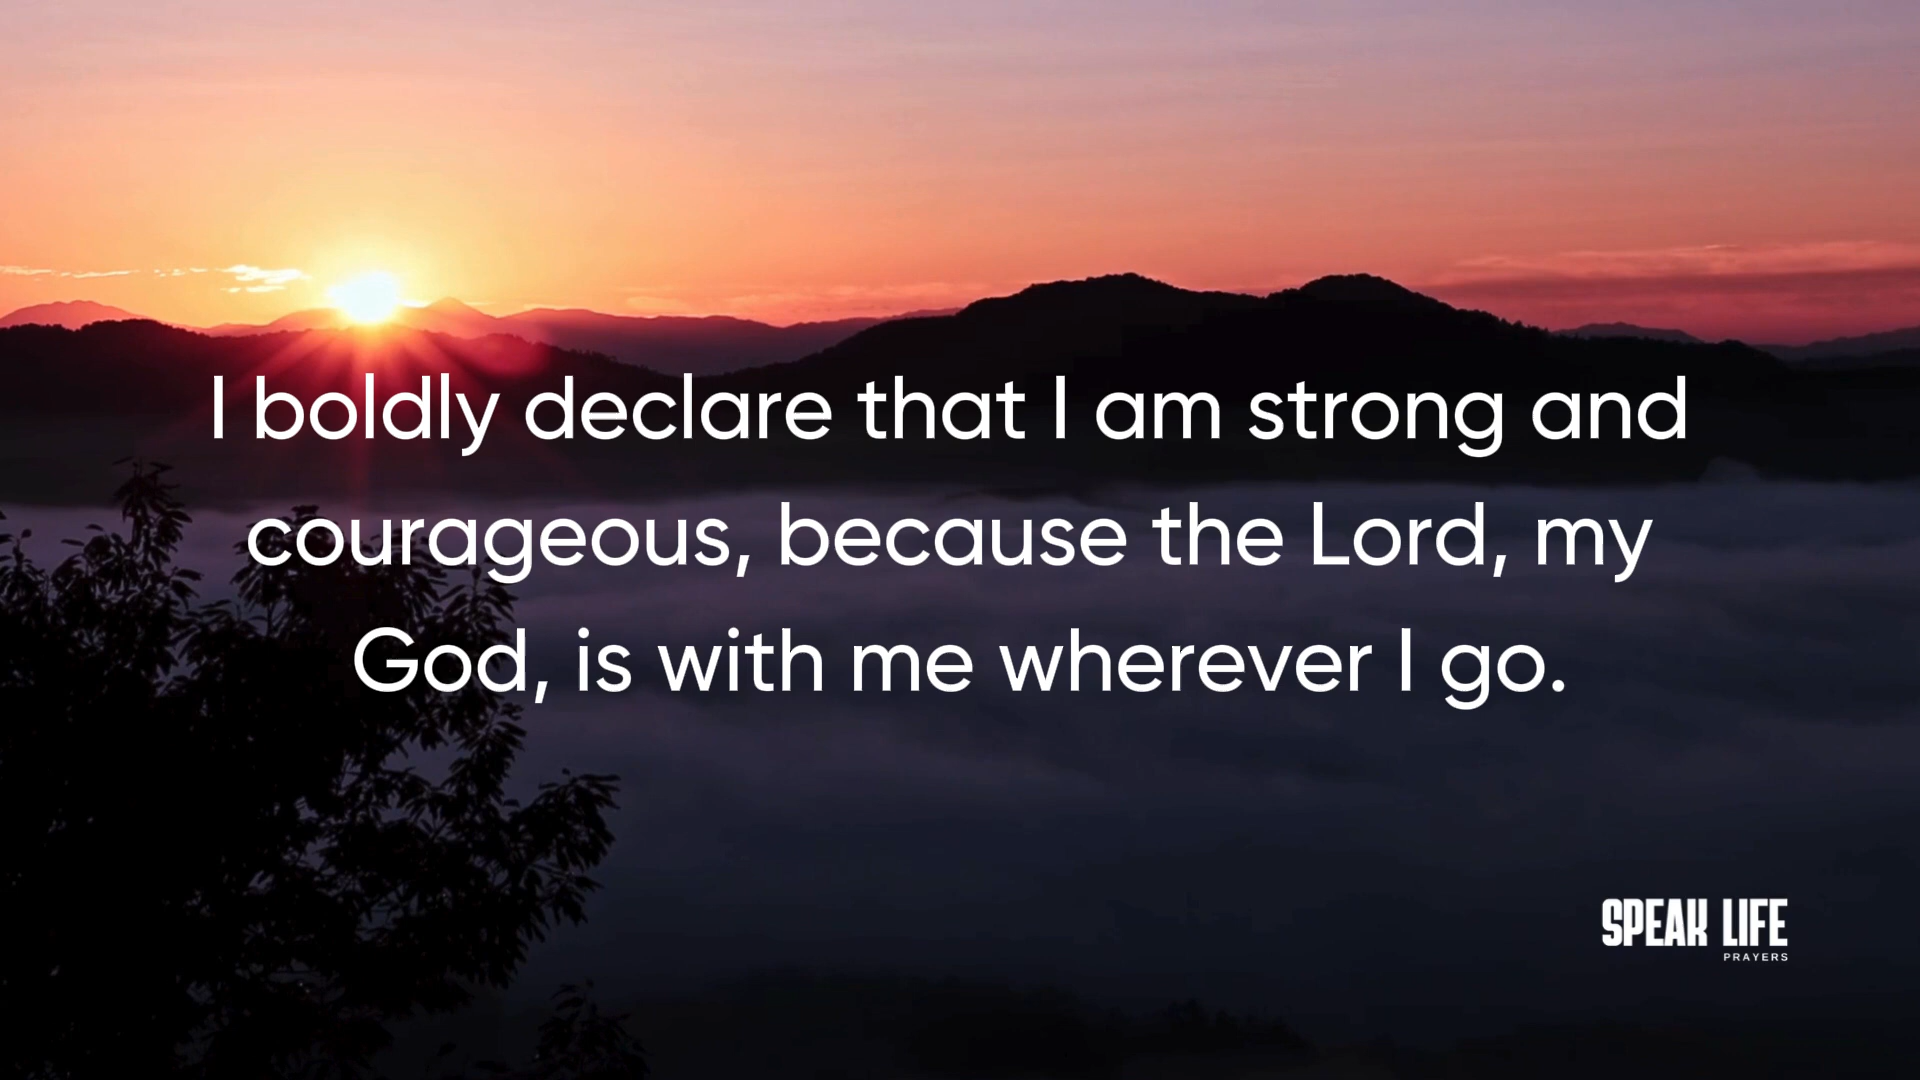 I boldly declare that I am strong and
courageous, because the Lord, my
God, is with me wherever I go.
SPEAK LIFE
PRAYERS